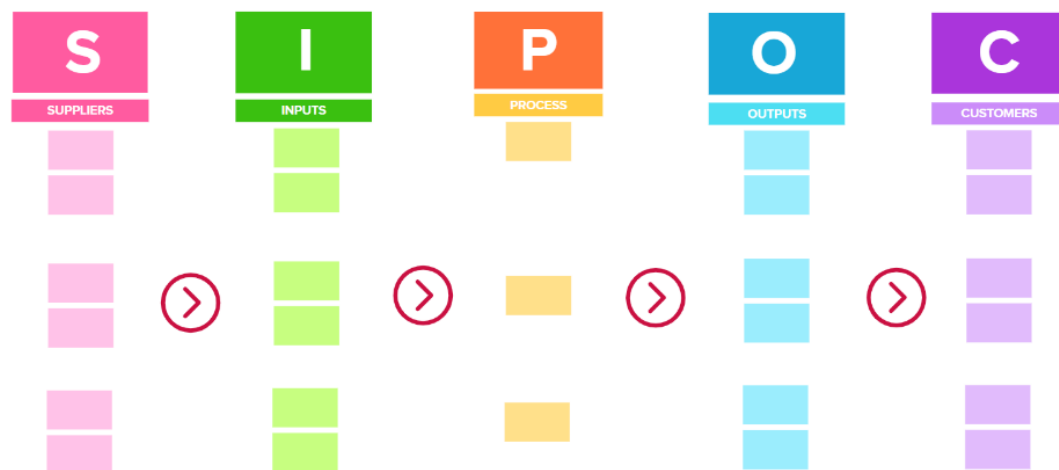 S
I
P
O
C
SUPPLIERS
INPUTS
PROCESS
OUTPUTS
CUSTOMERS